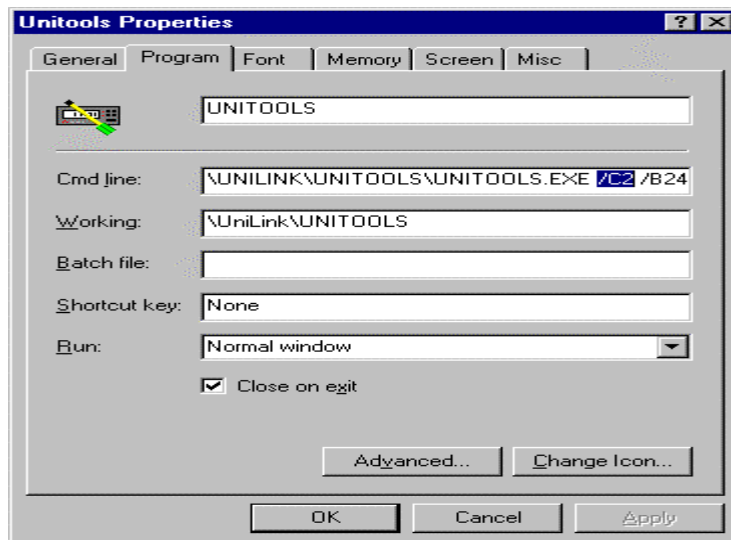 Unitools Properties
General Program Font Memory Screen Misc
UNITOOLS
Cmd line: \UNILINK\UNITOOLS\UNITOOLS.EXE /C2 /B24
Working: \UniLink\UNITOOLS
Batch file:
Shortcut key: None
Run: Normal window
Close on exit
Advanced... Change Icon...
OK Cancel Apply